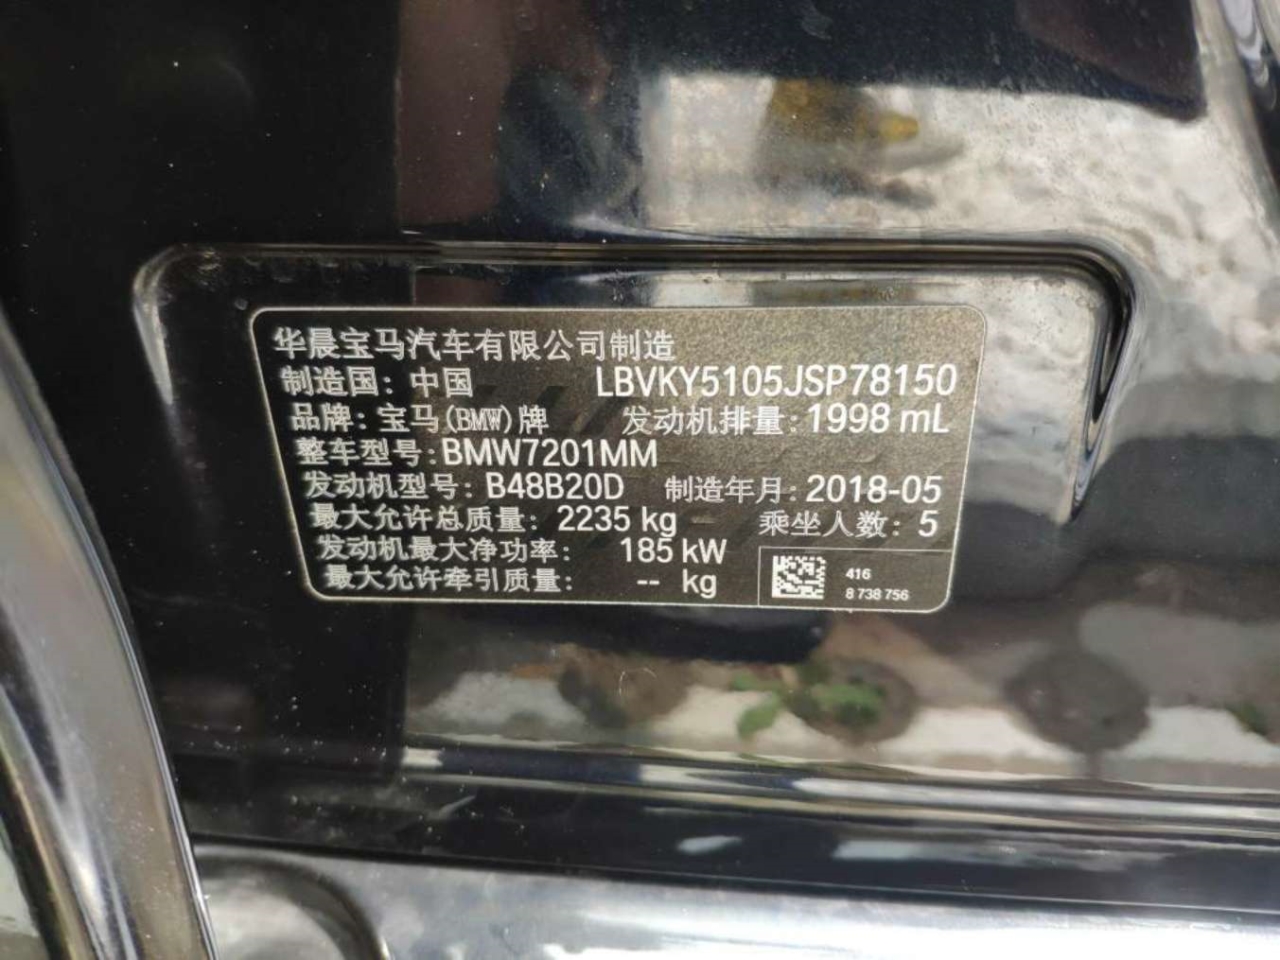 华晨宝马汽车有限公司制造
制造国: 中国 LBVKY5105JSP78150
品牌: 宝马(BMW)牌 发动机排量: 1998 mL
整车型号: BMW7201MM
发动机型号: B48B20D 制造年月: 2018-05
最大允许总质量: 2235 kg 乘坐人数: 5
发动机最大净功率: 185 kW
最大允许牵引质量: -- kg
416
8 738 756